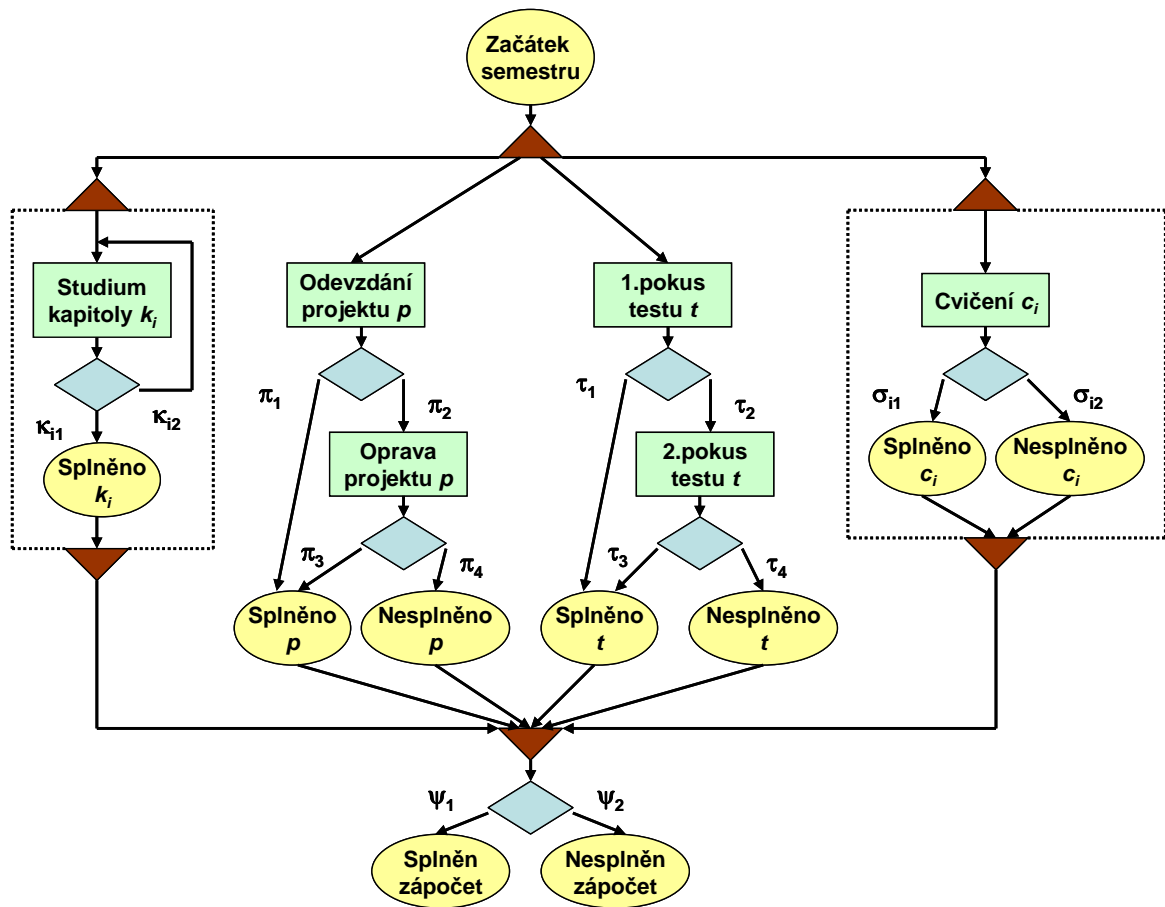 Začátek
semestru
Studium
kapitoly ki
κi1
κi2
Splněno
ki
Odevzdání
projektu p
π1
π2
Oprava
projektu p
π3
π4
Splněno
p
Nesplněno
p
1.pokus
testu t
τ1
τ2
2.pokus
testu t
τ3
τ4
Splněno
t
Nesplněno
t
Cvičení ci
σi1
σi2
Splněno
ci
Nesplněno
ci
ψ1
ψ2
Splněn
zápočet
Nesplněn
zápočet